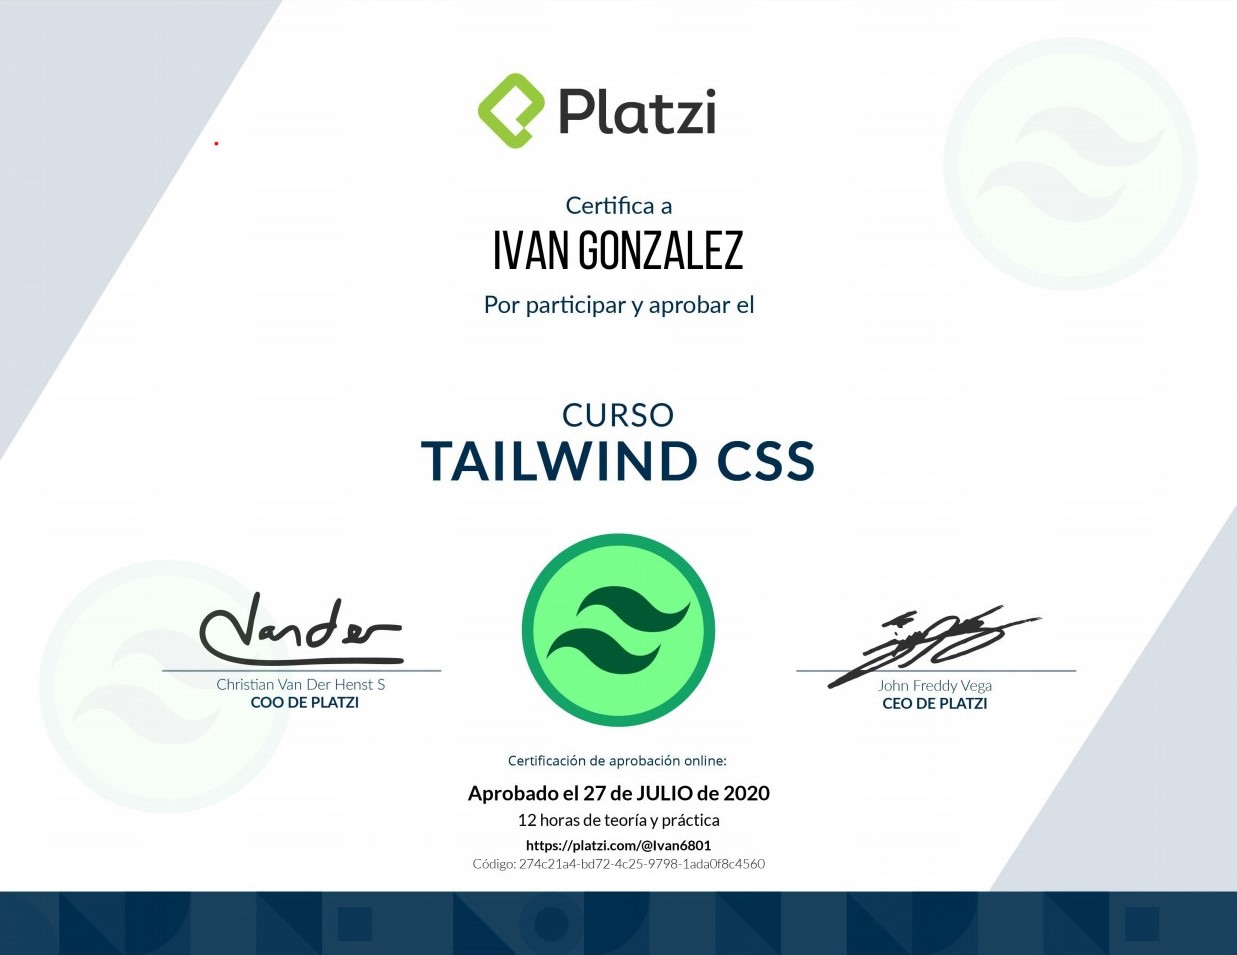 Platzi
Certifica a
IVAN GONZALEZ
Por participar y aprobar el
CURSO
TAILWIND CSS
Vander
Christian Van Der Henst S
COO DE PLATZI
John Freddy Vega
CEO DE PLATZI
Certificación de aprobación online:
Aprobado el 27 de JULIO de 2020
12 horas de teoría y práctica
https://platzi.com/@Ivan6801
Código: 274c21a4-bd72-4c25-9798-1ada0f8c4560